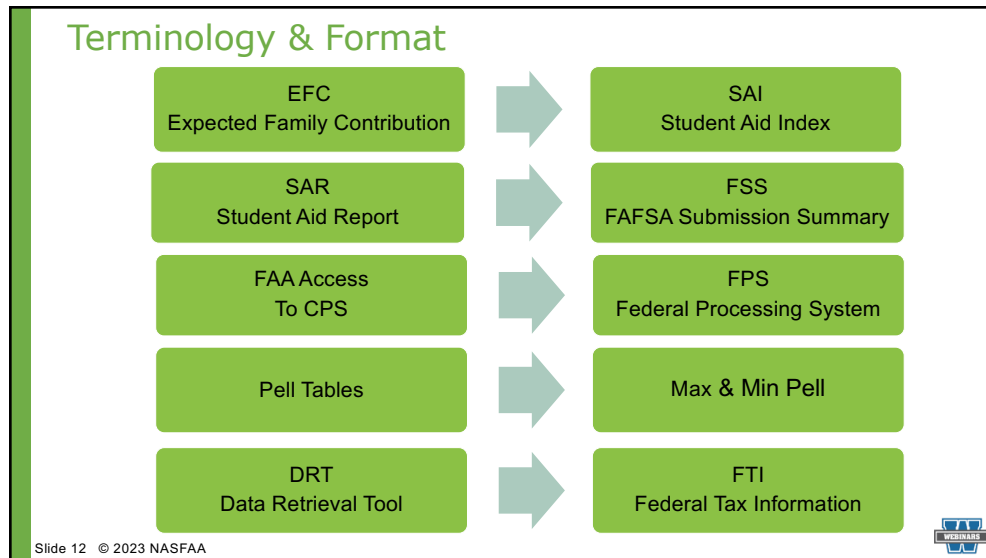 Terminology & Format
EFC
Expected Family Contribution
SAI
Student Aid Index
SAR
Student Aid Report
FSS
FAFSA Submission Summary
FAA Access
To CPS
FPS
Federal Processing System
Pell Tables
Max & Min Pell
DRT
Data Retrieval Tool
FTI
Federal Tax Information
Slide 12 © 2023 NASFAA
WEBINARS